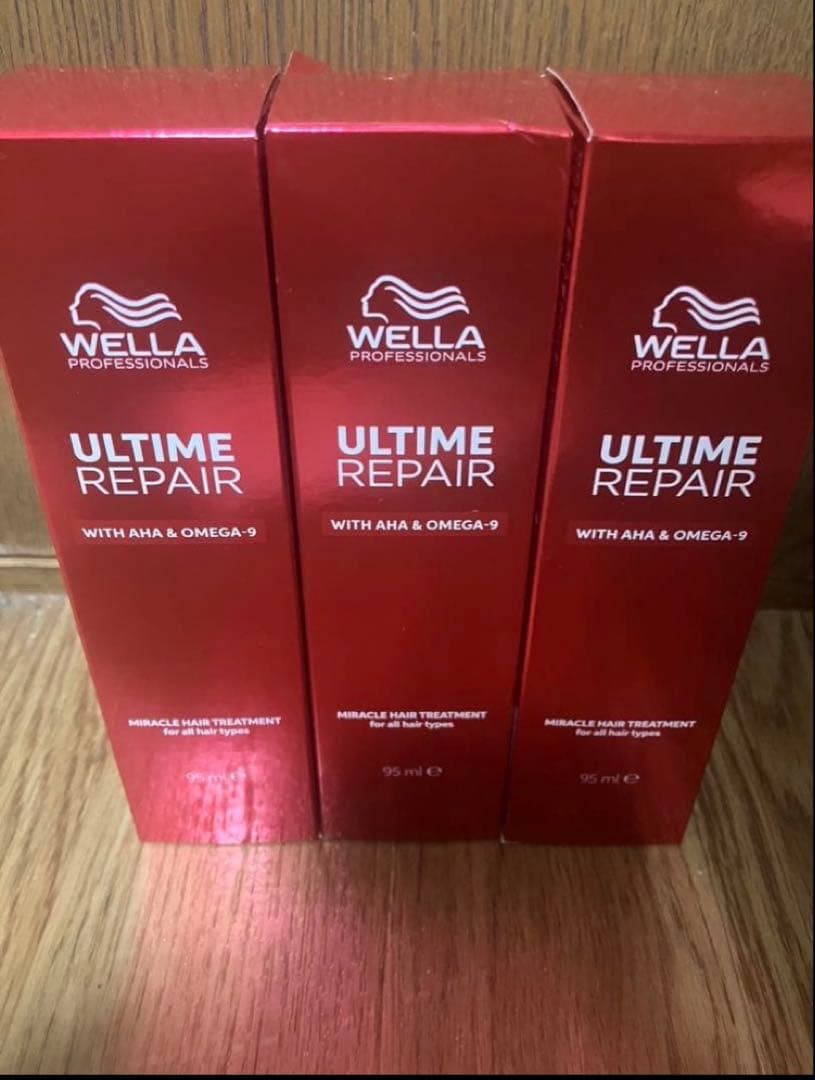 WELLA
PROFESSIONALS
ULTIME
REPAIR
WITH AHA & OMEGA-9
MIRACLE HAIR TREATMENT
for all hair types
95 ml ℮
WELLA
PROFESSIONALS
ULTIME
REPAIR
WITH AHA & OMEGA-9
MIRACLE HAIR TREATMENT
for all hair types
95 ml ℮
WELLA
PROFESSIONALS
ULTIME
REPAIR
WITH AHA & OMEGA-9
MIRACLE HAIR TREATMENT
for all hair types
95 ml ℮